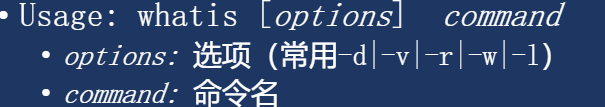 • Usage: whatis [options] command
• options: 选项（常用-d|-v|-r|-w|-l）
• command: 命令名